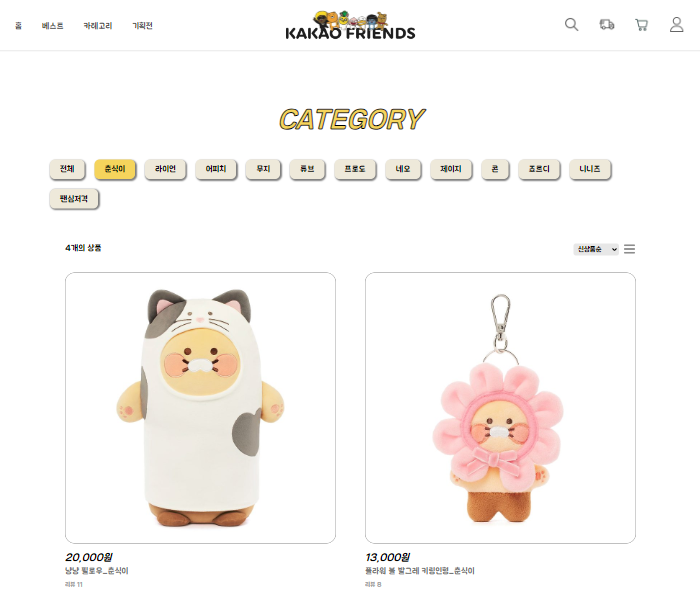 홈 베스트 카테고리 기획전
KAKAO FRIENDS
CATEGORY
전체 춘식이 라이언 어피치 무지 튜브 프로도 네오 제이지 콘 죠르디 니니즈
팬심저격
4개의 상품 신상품순
20,000원 13,000원
냥냥 필로우_춘식이 플라워 볼 발그레 키링인형_춘식이
리뷰 11 리뷰 8